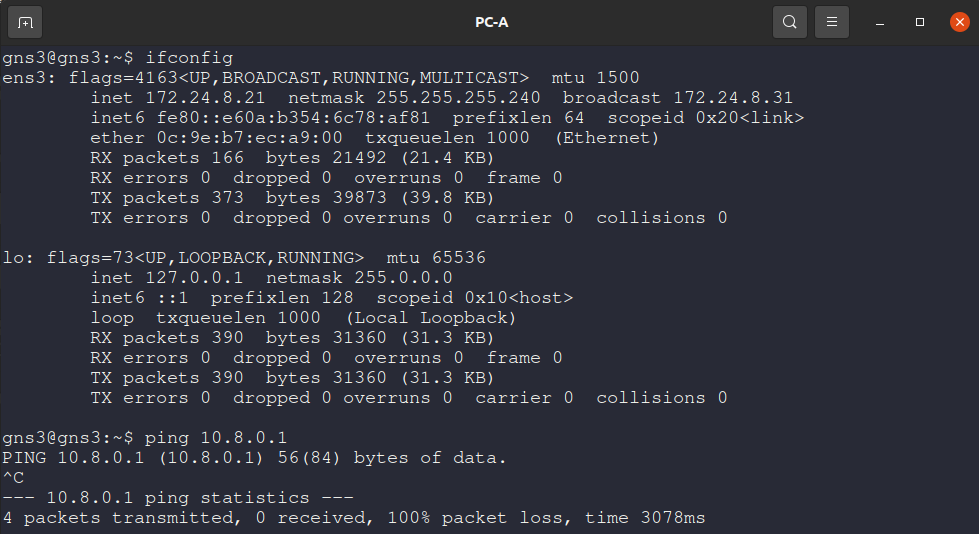 PC-A
gns3@gns3:~$ ifconfig
ens3: flags=4163<UP,BROADCAST,RUNNING,MULTICAST>  mtu 1500
        inet 172.24.8.21  netmask 255.255.255.240  broadcast 172.24.8.31
        inet6 fe80::e60a:b354:6c78:af81  prefixlen 64  scopeid 0x20<link>
        ether 0c:9e:b7:ec:a9:00  txqueuelen 1000  (Ethernet)
        RX packets 166  bytes 21492 (21.4 KB)
        RX errors 0  dropped 0  overruns 0  frame 0
        TX packets 373  bytes 39873 (39.8 KB)
        TX errors 0  dropped 0 overruns 0  carrier 0  collisions 0
lo: flags=73<UP,LOOPBACK,RUNNING>  mtu 65536
        inet 127.0.0.1  netmask 255.0.0.0
        inet6 ::1  prefixlen 128  scopeid 0x10<host>
        loop  txqueuelen 1000  (Local Loopback)
        RX packets 390  bytes 31360 (31.3 KB)
        RX errors 0  dropped 0  overruns 0  frame 0
        TX packets 390  bytes 31360 (31.3 KB)
        TX errors 0  dropped 0 overruns 0  carrier 0  collisions 0
gns3@gns3:~$ ping 10.8.0.1
PING 10.8.0.1 (10.8.0.1) 56(84) bytes of data.
^C
--- 10.8.0.1 ping statistics ---
4 packets transmitted, 0 received, 100% packet loss, time 3078ms